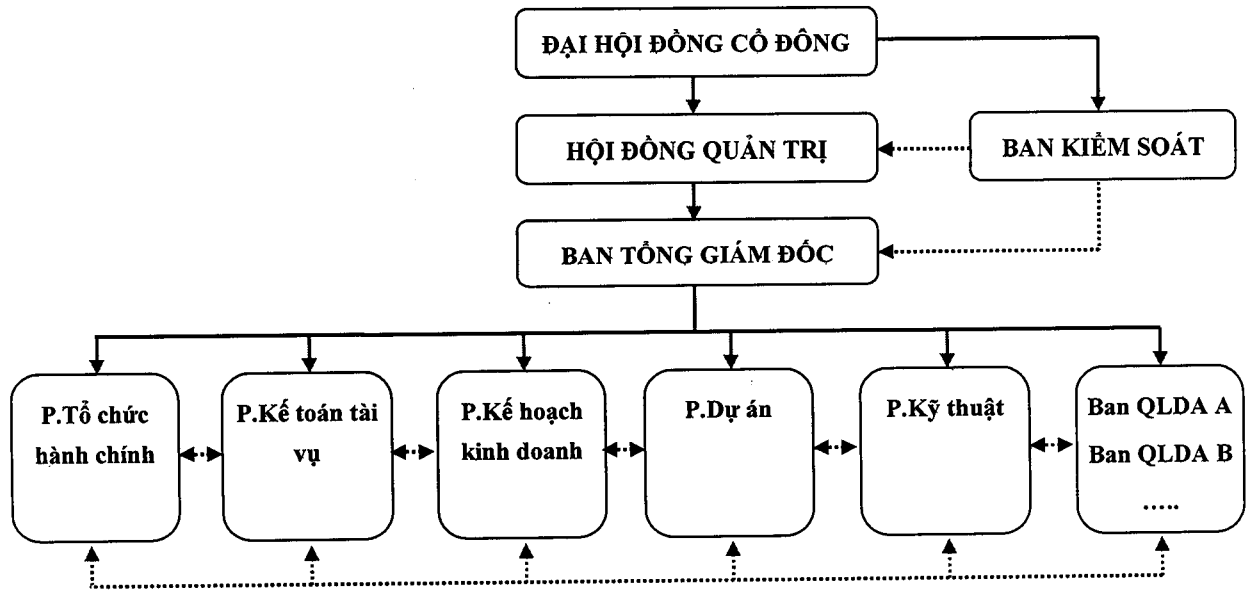 ĐẠI HỘI ĐỒNG CỔ ĐÔNG
HỘI ĐỒNG QUẢN TRỊ
BAN KIỂM SOÁT
BAN TỔNG GIÁM ĐỐC
P.Tổ chức
hành chính
P.Kế toán tài
vụ
P.Kế hoạch
kinh doanh
P.Dự án
P.Kỹ thuật
Ban QLDA A
Ban QLDA B
.....